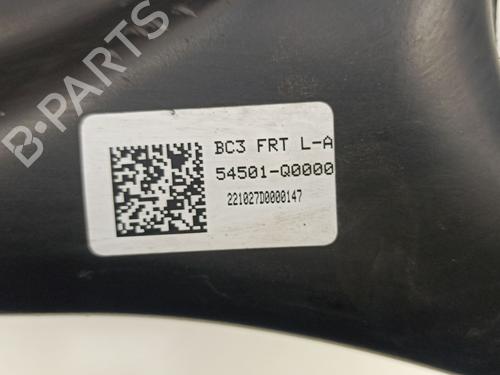 B-PARTS
BC3 FRT L-A
54501-Q0000
221027D0000147